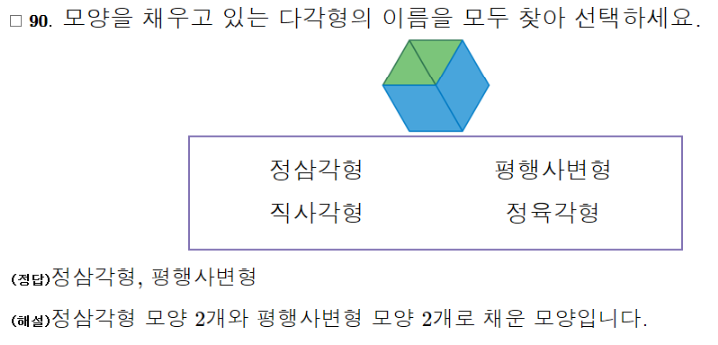 □ 90. 모양을 채우고 있는 다각형의 이름을 모두 찾아 선택하세요.
정삼각형 평행사변형
직사각형 정육각형
(정답)정삼각형, 평행사변형
(해설)정삼각형 모양 2개와 평행사변형 모양 2개로 채운 모양입니다.